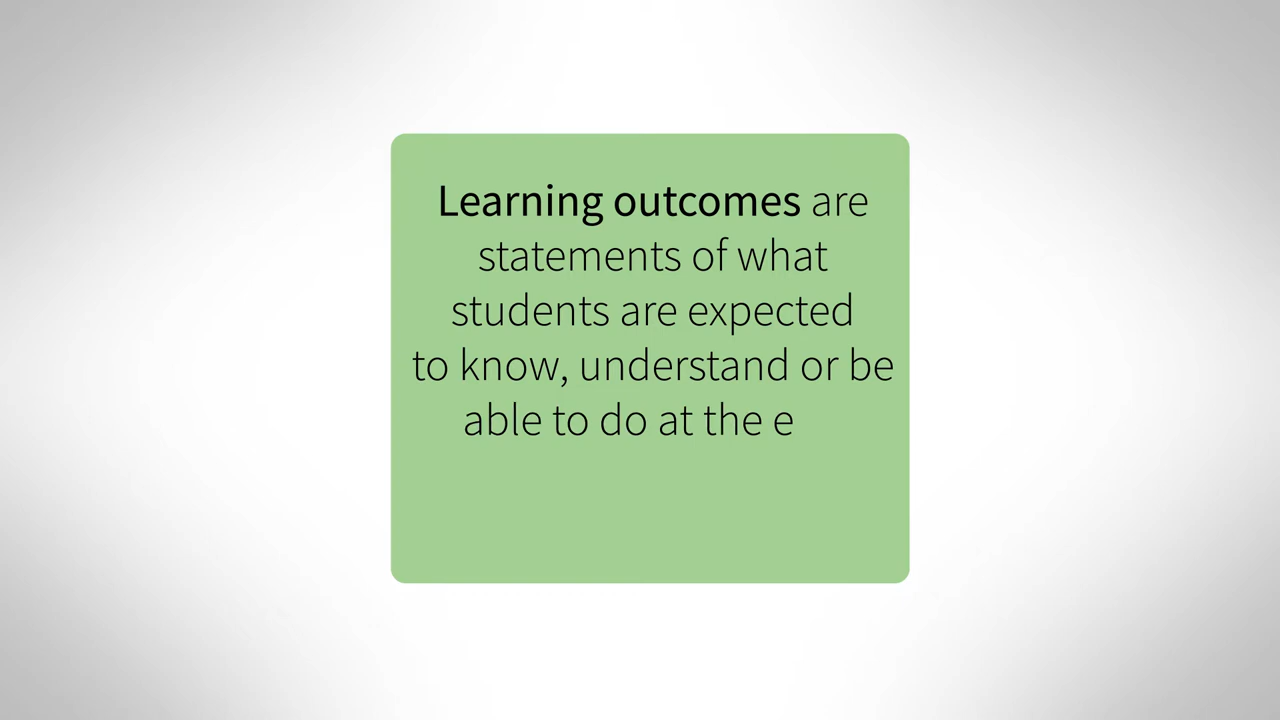 Learning outcomes are
statements of what
students are expected
to know, understand or be
able to do at the e